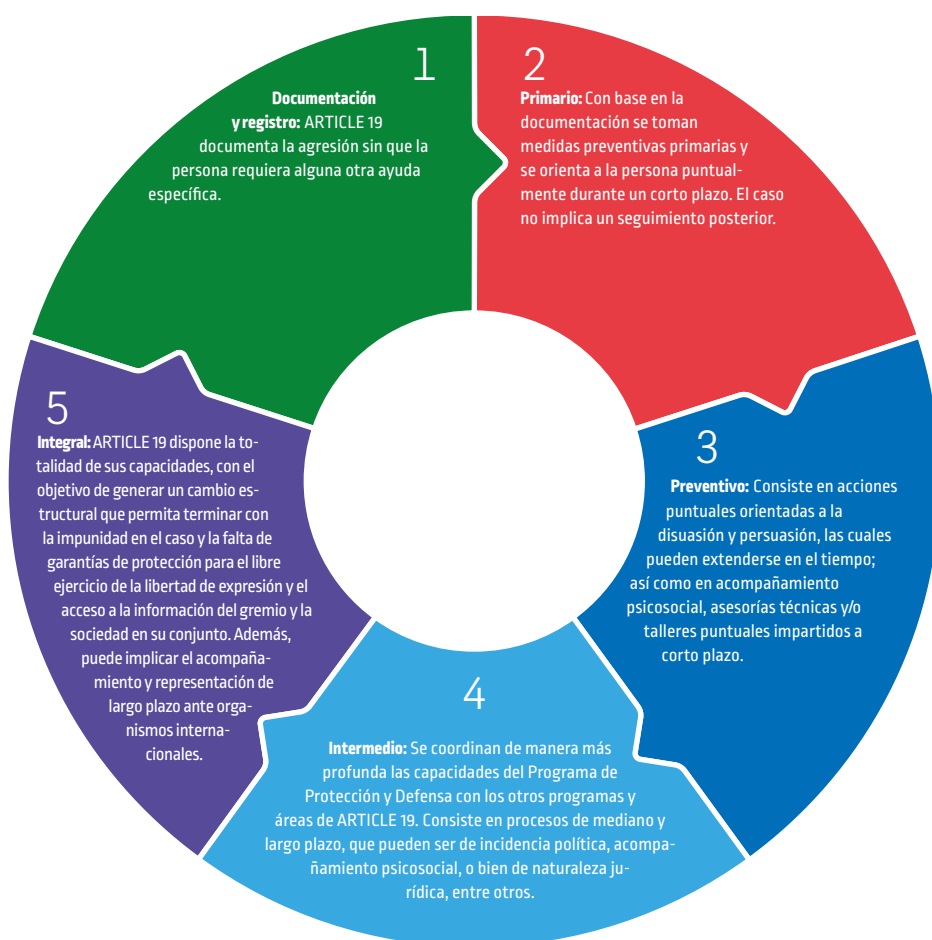 1
Documentación
y registro: ARTICLE 19
documenta la agresión sin que la
persona requiera alguna otra ayuda
específica.
2
Primario: Con base en la
documentación se toman
medidas preventivas primarias y
se orienta a la persona puntual-
mente durante un corto plazo. El caso
no implica un seguimiento posterior.
3
Preventivo: Consiste en acciones
puntuales orientadas a la
disuasión y persuasión, las cuales
pueden extenderse en el tiempo;
así como en acompañamiento
psicosocial, asesorías técnicas y/o
talleres puntuales impartidos a
corto plazo.
4
Intermedio: Se coordinan de manera más
profunda las capacidades del Programa de
Protección y Defensa con los otros programas y
áreas de ARTICLE 19. Consiste en procesos de mediano y
largo plazo, que pueden ser de incidencia política, acompa-
ñamiento psicosocial, o bien de naturaleza ju-
rídica, entre otros.
5
Integral: ARTICLE 19 dispone la to-
talidad de sus capacidades, con el
objetivo de generar un cambio es-
tructural que permita terminar con
la impunidad en el caso y la falta de
garantías de protección para el libre
ejercicio de la libertad de expresión y el
acceso a la información del gremio y la
sociedad en su conjunto. Además,
puede implicar el acompaña-
miento y representación de
largo plazo ante orga-
nismos interna-
cionales.